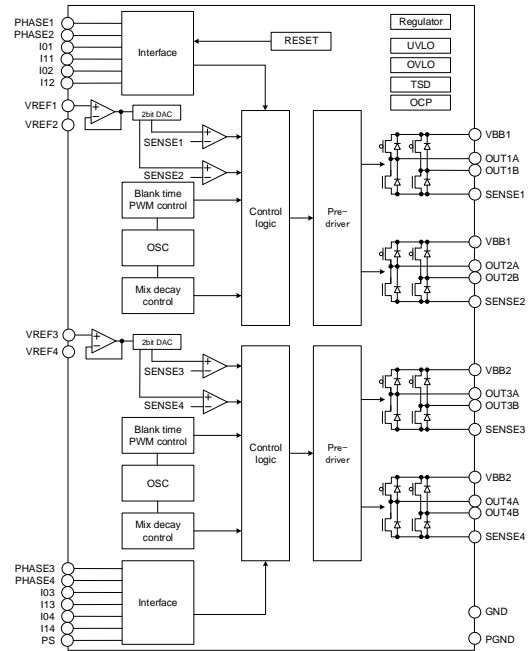 PHASE1
PHASE2
I01
I11
I02
I12
Interface
RESET
Regulator
UVLO
OVLO
TSD
OCP
VREF1
VREF2
2bit DAC
SENSE1
SENSE2
Blank time
PWM control
OSC
Mix decay
control
Control
logic
Pre-
driver
VBB1
OUT1A
OUT1B
SENSE1
VBB1
OUT2A
OUT2B
SENSE2
VREF3
VREF4
2bit DAC
SENSE3
SENSE4
Blank time
PWM control
OSC
Mix decay
control
Control
logic
Pre-
driver
VBB2
OUT3A
OUT3B
SENSE3
VBB2
OUT4A
OUT4B
SENSE4
PHASE3
PHASE4
I03
I13
I04
I14
PS
Interface
GND
PGND